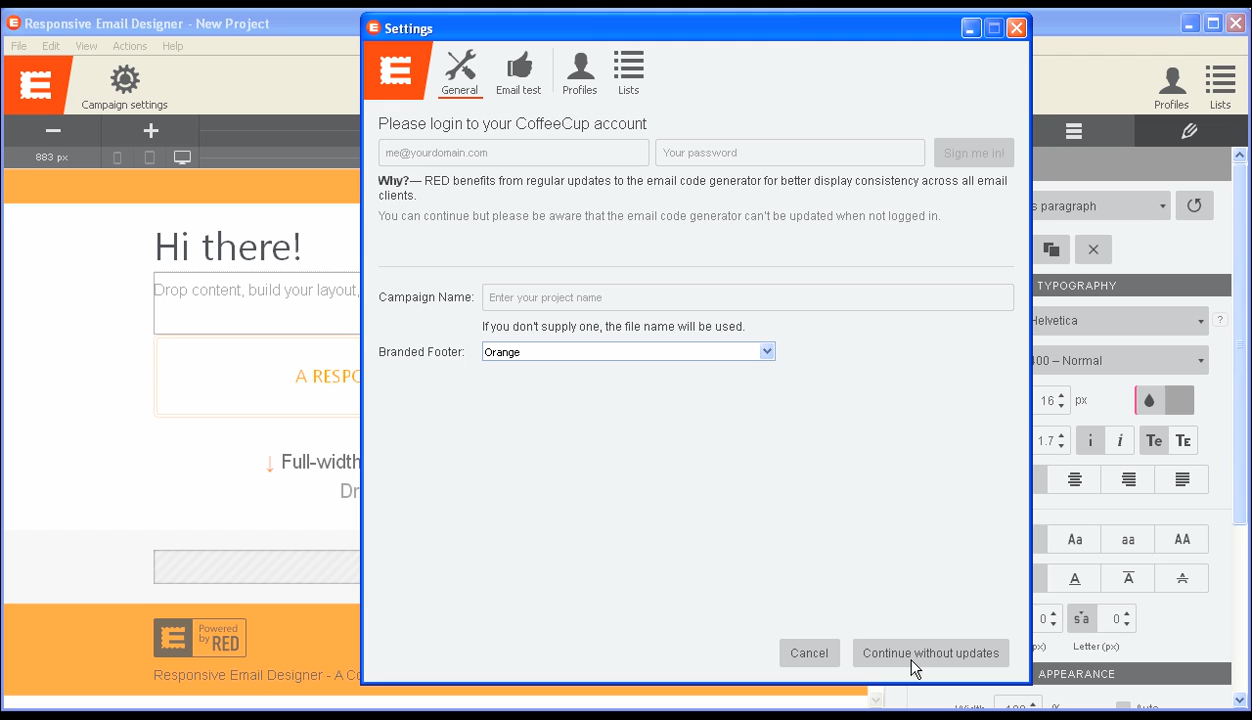 Responsive Email Designer - New Project
File Edit View Actions Help
Campaign settings
Profiles
Lists
883 px
Hi there!
Drop content, build your layout,
A RESPO
↓ Full-width
Dr
Powered
by RED
Responsive Email Designer - A Co
Settings
General
Email test
Profiles
Lists
Please login to your CoffeeCup account
me@yourdomain.com
Your password
Sign me in!
Why?— RED benefits from regular updates to the email code generator for better display consistency across all email
clients.
You can continue but please be aware that the email code generator can't be updated when not logged in.
Campaign Name:
Enter your project name
If you don't supply one, the file name will be used.
Branded Footer:
Orange
Cancel
Continue without updates
s paragraph
TYPOGRAPHY
Helvetica
?
400 – Normal
16 px
1.7 i i Te TE
Aa aa AA
A A A
0 sa 0
px) Letter (px)
APPEARANCE
Width 100 % Auto